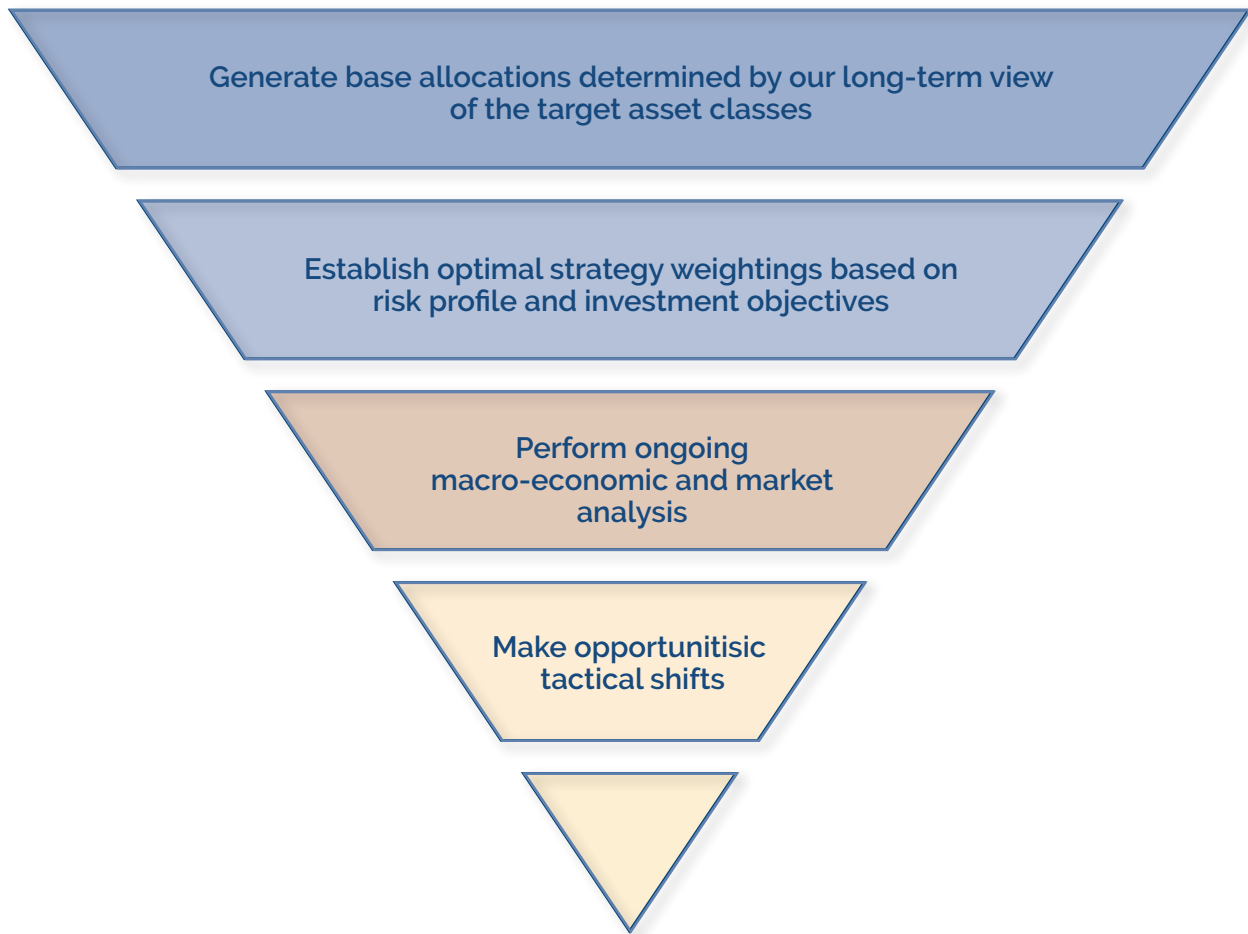 Generate base allocations determined by our long-term view
of the target asset classes
Establish optimal strategy weightings based on
risk profile and investment objectives
Perform ongoing
macro-economic and market
analysis
Make opportunitisic
tactical shifts